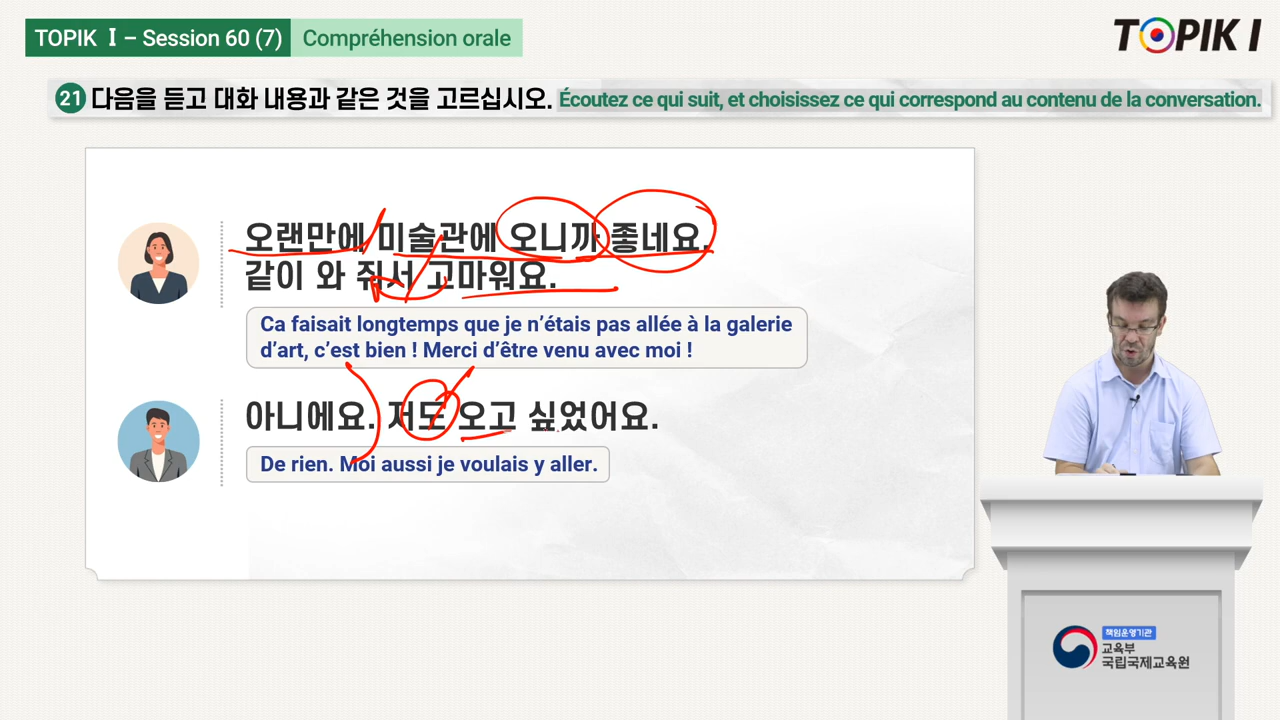 TOPIK Ⅰ – Session 60 (7) Compréhension orale
TOPIK I
21 다음을 듣고 대화 내용과 같은 것을 고르십시오. Écoutez ce qui suit, et choisissez ce qui correspond au contenu de la conversation.
오랜만에 미술관에 오니까 좋네요.
같이 와 줘서 고마워요.
Ca faisait longtemps que je n’étais pas allée à la galerie
d’art, c’est bien ! Merci d’être venu avec moi !
아니에요. 저도 오고 싶었어요.
De rien. Moi aussi je voulais y aller.
책임운영기관
교육부
국립국제교육원